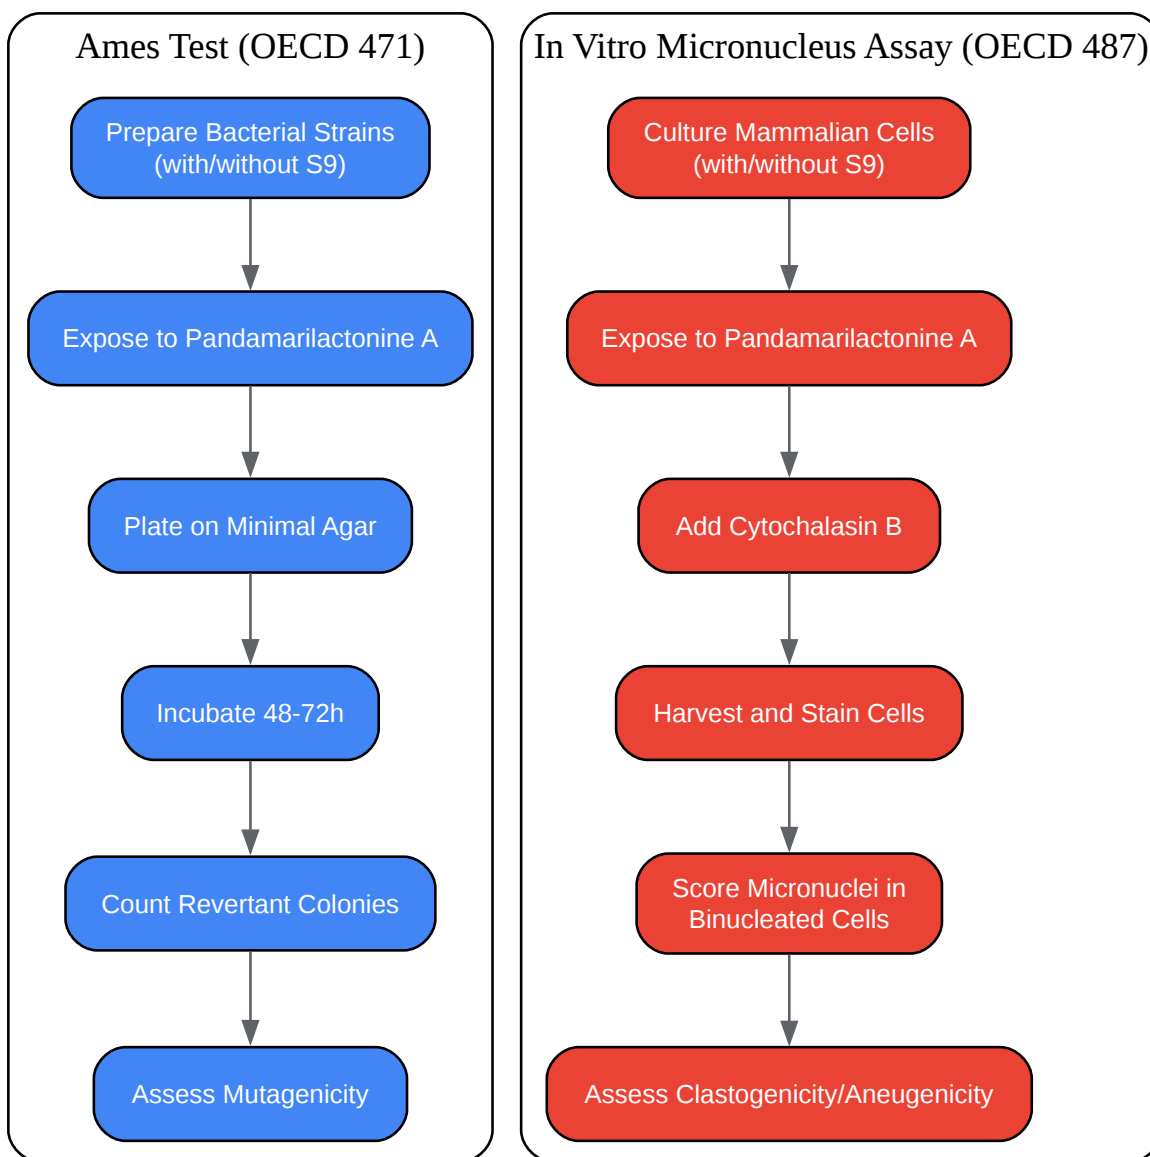 Ames Test (OECD 471)
Prepare Bacterial Strains
(with/without S9)
Expose to Pandamarilactonine A
Plate on Minimal Agar
Incubate 48-72h
Count Revertant Colonies
Assess Mutagenicity
In Vitro Micronucleus Assay (OECD 487)
Culture Mammalian Cells
(with/without S9)
Expose to Pandamarilactonine A
Add Cytochalasin B
Harvest and Stain Cells
Score Micronuclei in
Binucleated Cells
Assess Clastogenicity/Aneugenicity